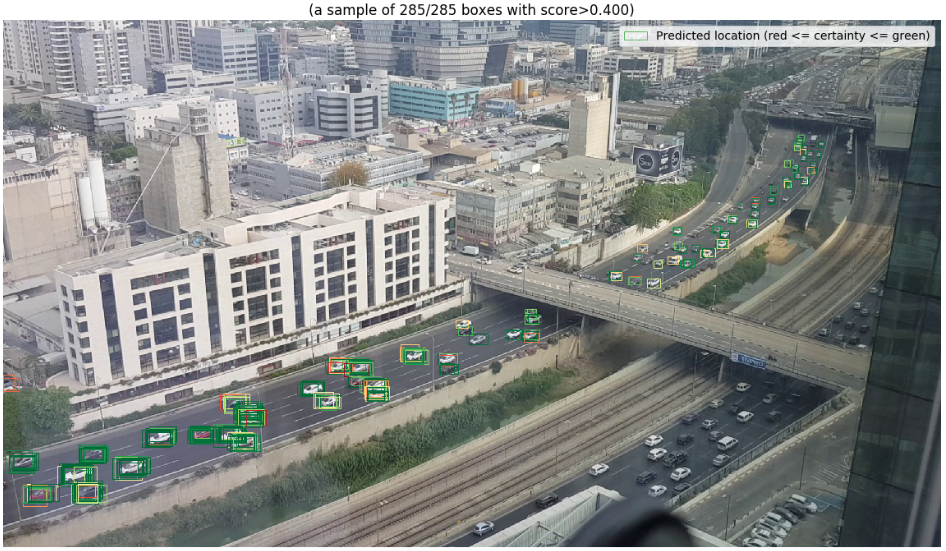 (a sample of 285/285 boxes with score>0.400)
Predicted location (red <= certainty <= green)